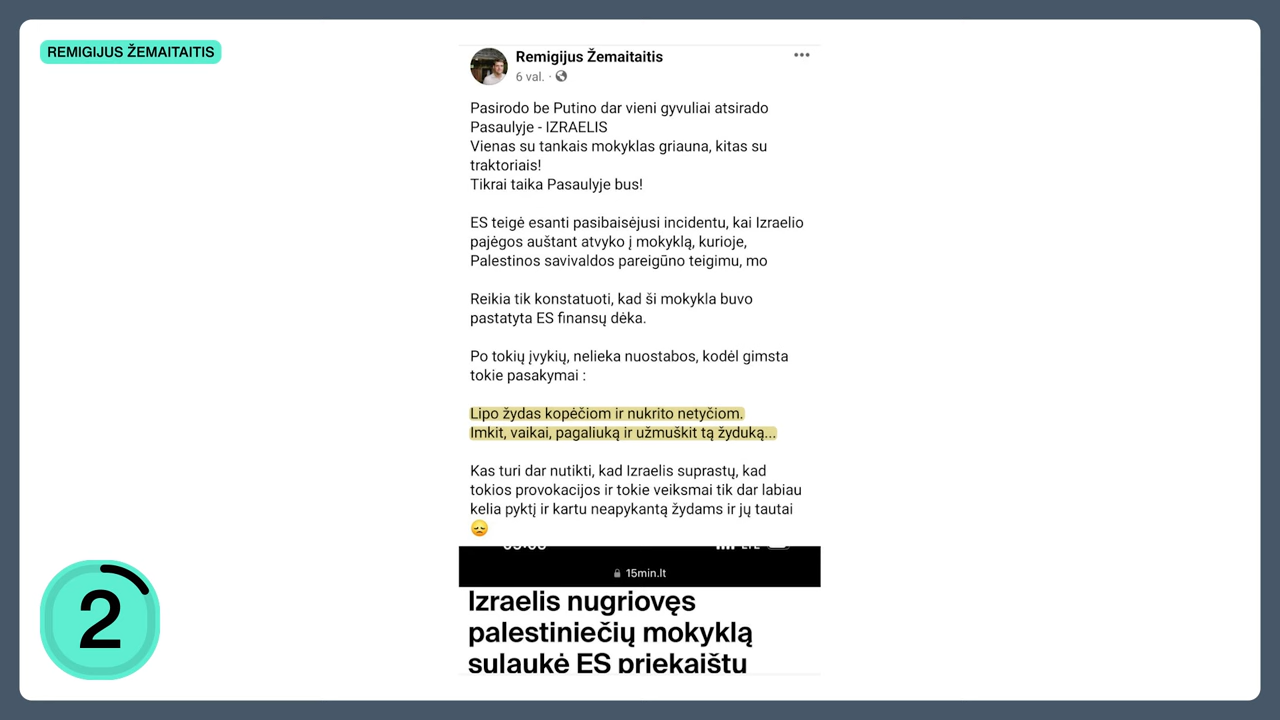 REMIGIJUS ŽEMAITAITIS
Remigijus Žemaitaitis
6 val.
Pasirodo be Putino dar vieni gyvuliai atsirado
Pasaulyje - IZRAELIS
Vienas su tankais mokyklas griauna, kitas su
traktoriais!
Tikrai taika Pasaulyje bus!
ES teigė esanti pasibaisėjusi incidentu, kai Izraelio
pajėgos auštant atvyko į mokyklą, kurioje,
Palestinos savivaldos pareigūno teigimu, mo
Reikia tik konstatuoti, kad ši mokykla buvo
pastatyta ES finansų dėka.
Po tokių įvykių, nelieka nuostabos, kodėl gimsta
tokie pasakymai :
Lipo žydas kopėčiom ir nukrito netyčiom.
Imkit, vaikai, pagaliuką ir užmuškit tą žyduką...
Kas turi dar nutikti, kad Izraelis suprastų, kad
tokios provokacijos ir tokie veiksmai tik dar labiau
kelia pyktį ir kartu neapykantą žydams ir jų tautai
😞
15min.lt
Izraelis nugriovęs
palestiniečių mokyklą
sulaukė ES priekaištu
2